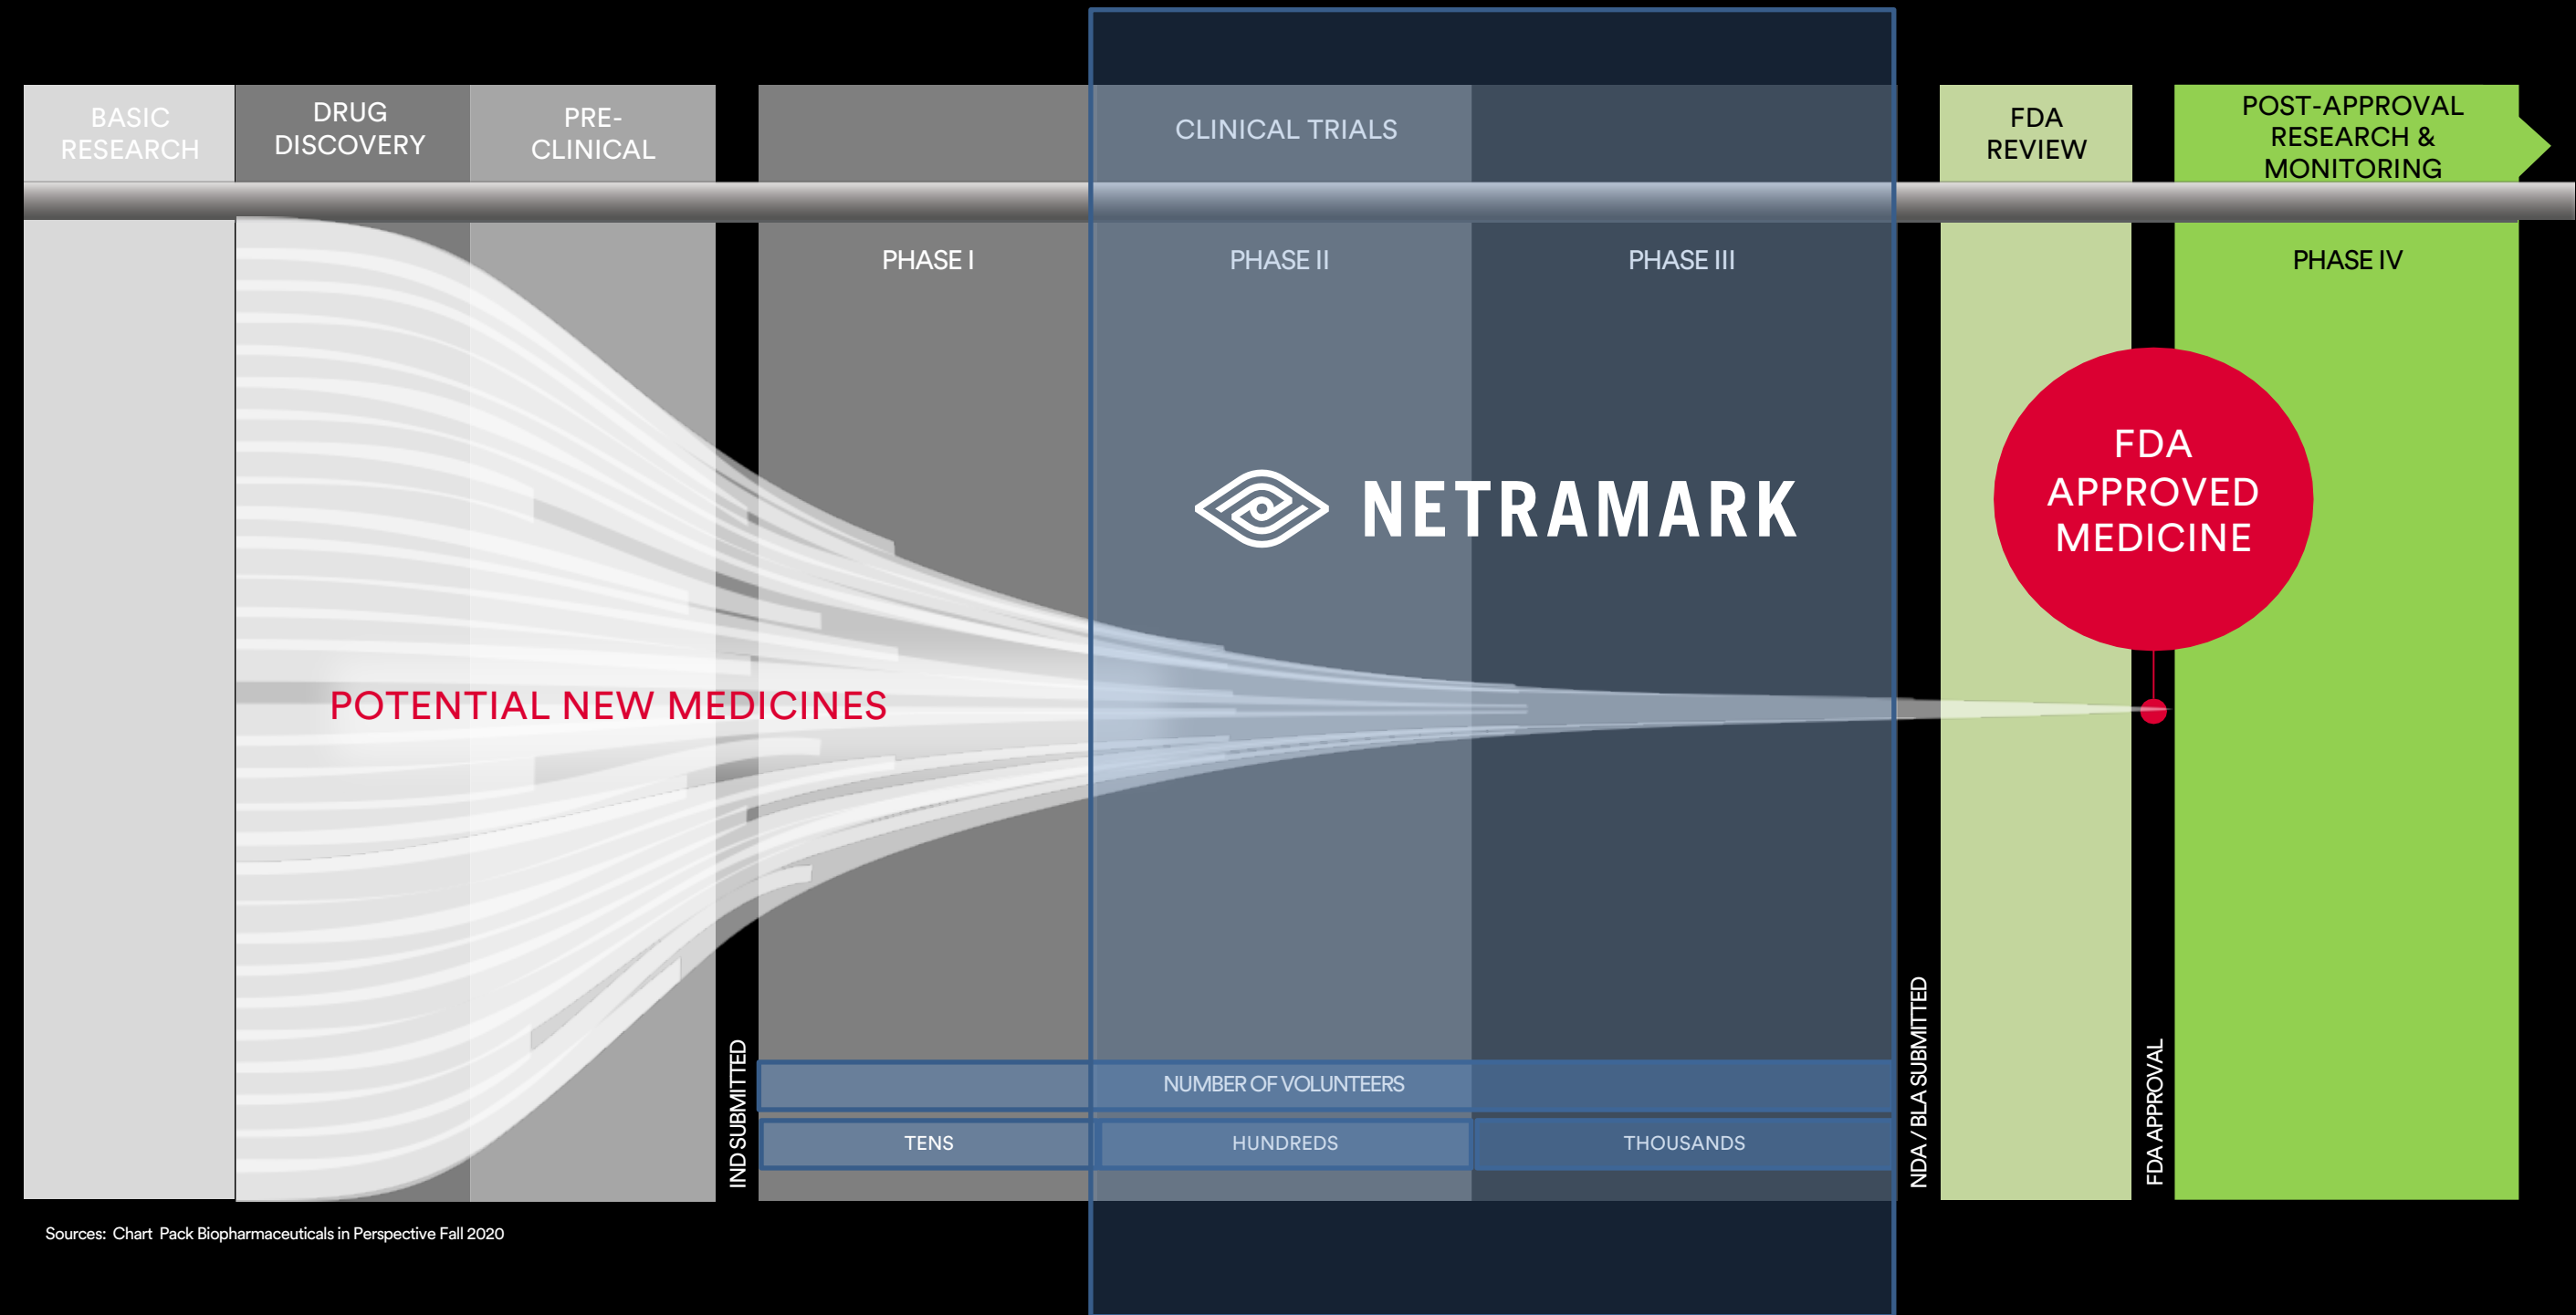 BASIC
RESEARCH
DRUG
DISCOVERY
PRE-
CLINICAL
CLINICAL TRIALS
FDA
REVIEW
POST-APPROVAL
RESEARCH &
MONITORING
PHASE I
PHASE II
PHASE III
PHASE IV
NETRAMARK
FDA
APPROVED
MEDICINE
POTENTIAL NEW MEDICINES
IND SUBMITTED
NUMBER OF VOLUNTEERS
TENS
HUNDREDS
THOUSANDS
NDA / BLA SUBMITTED
FDA APPROVAL
Sources: Chart Pack Biopharmaceuticals in Perspective Fall 2020